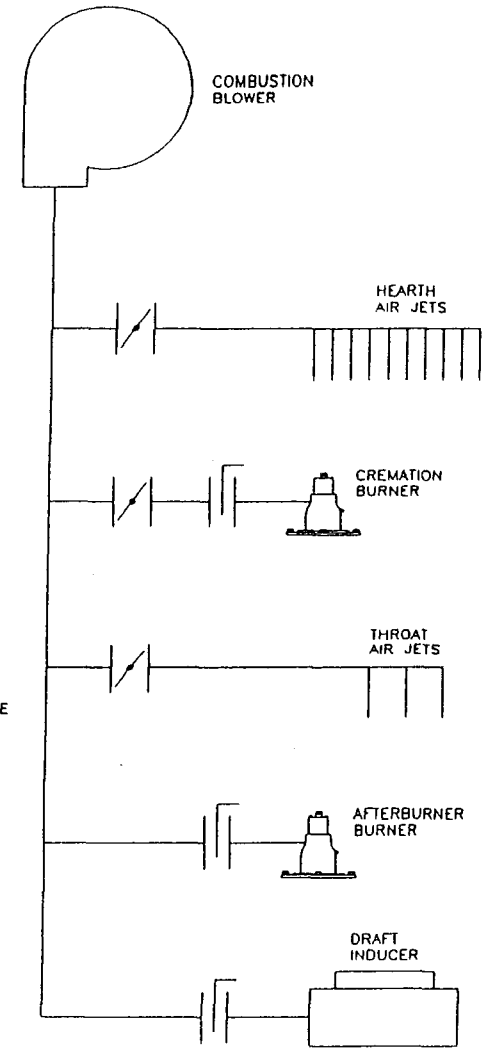 COMBUSTION
BLOWER
HEARTH
AIR JETS
CREMATION
BURNER
THROAT
AIR JETS
E
AFTERBURNER
BURNER
DRAFT
INDUCER